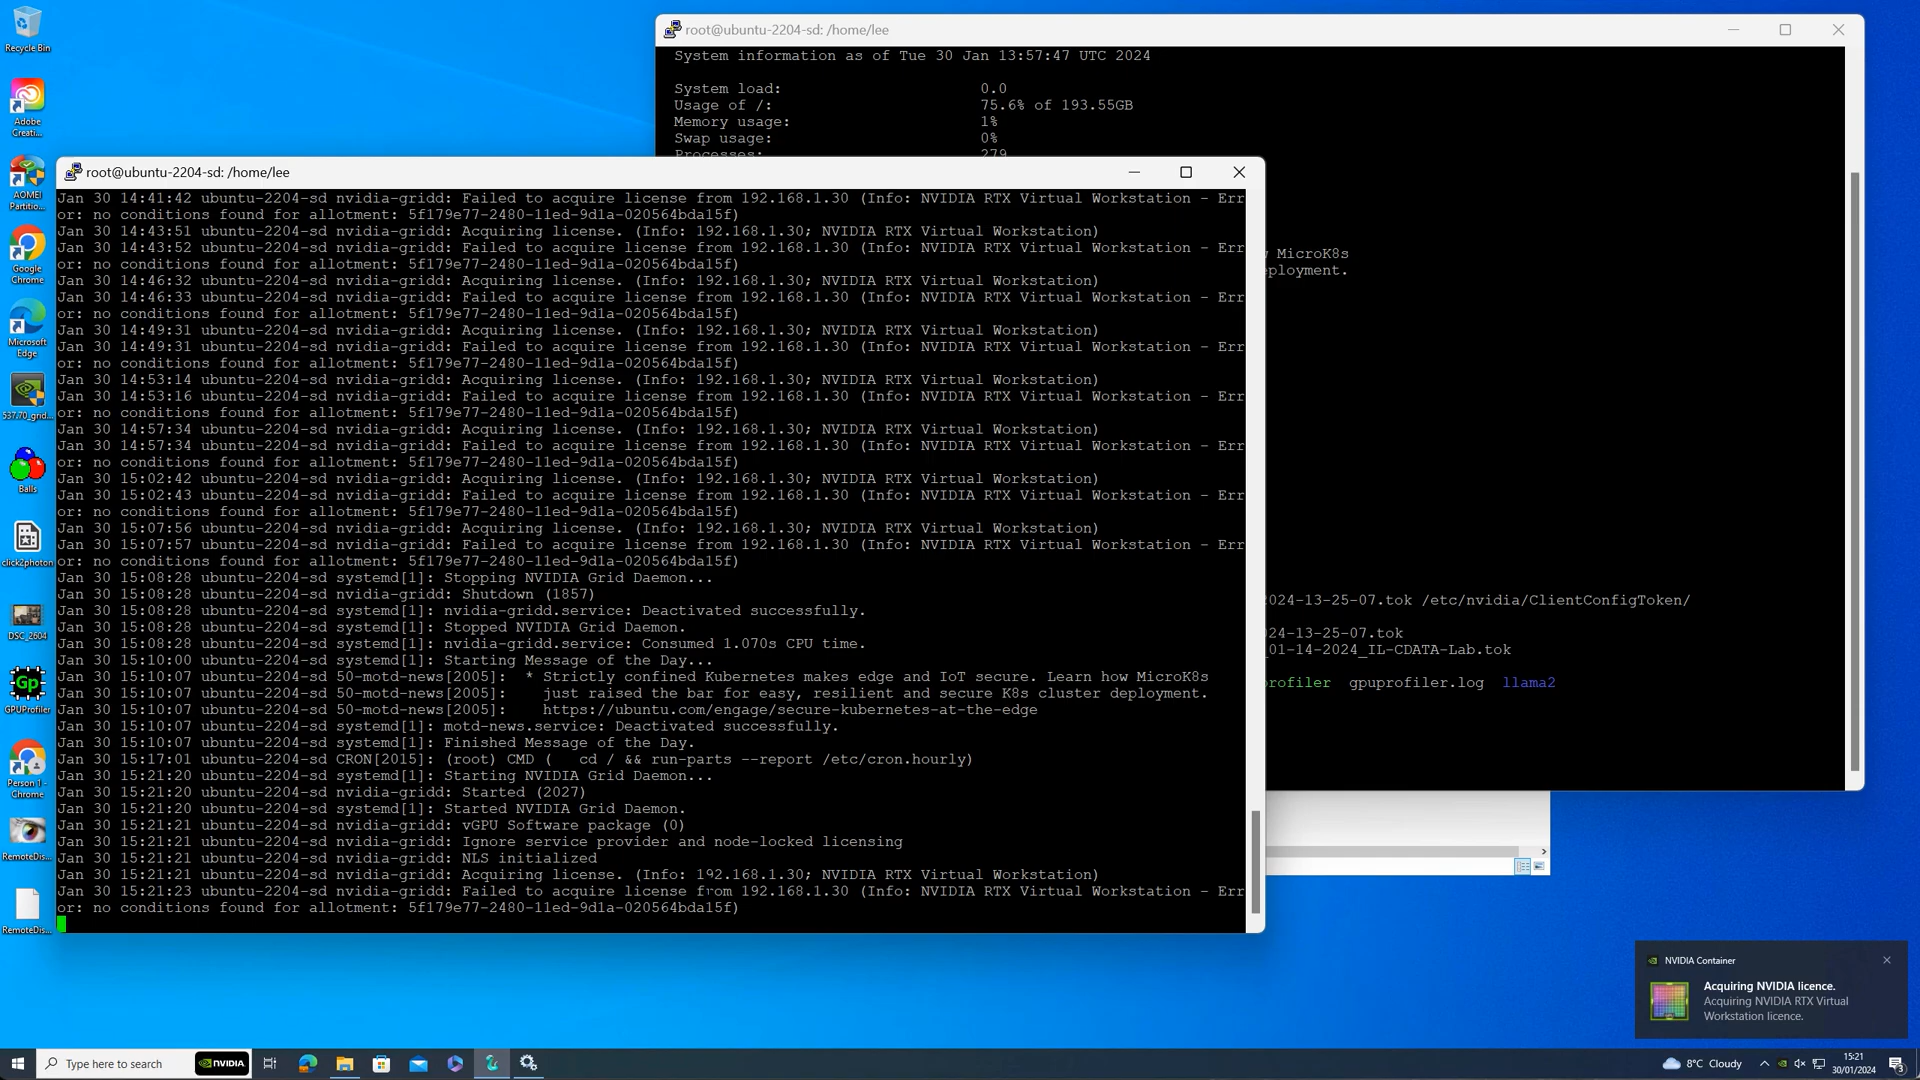 Recycle Bin
Adobe
Creati...
AOMEI
Partitio...
Google
Chrome
Microsoft
Edge
537.70_grid...
Balls
click2photon
DSC_2604
GPUProfiler
Person 1 -
Chrome
RemoteDis...
RemoteDis...
root@ubuntu-2204-sd: /home/lee
System information as of Tue 30 Jan 13:57:47 UTC 2024
System load: 0.0
Usage of /: 75.6% of 193.55GB
Memory usage: 1%
Swap usage: 0%
Processes: 279
MicroK8s
eployment.
024-13-25-07.tok /etc/nvidia/ClientConfigToken/
24-13-25-07.tok
_01-14-2024_IL-CDATA-Lab.tok
profiler gpuprofiler.log llama2
root@ubuntu-2204-sd: /home/lee
Jan 30 14:41:42 ubuntu-2204-sd nvidia-gridd: Failed to acquire license from 192.168.1.30 (Info: NVIDIA RTX Virtual Workstation - Err
or: no conditions found for allotment: 5f179e77-2480-11ed-9d1a-020564bda15f)
Jan 30 14:43:51 ubuntu-2204-sd nvidia-gridd: Acquiring license. (Info: 192.168.1.30; NVIDIA RTX Virtual Workstation)
Jan 30 14:43:52 ubuntu-2204-sd nvidia-gridd: Failed to acquire license from 192.168.1.30 (Info: NVIDIA RTX Virtual Workstation - Err
or: no conditions found for allotment: 5f179e77-2480-11ed-9d1a-020564bda15f)
Jan 30 14:46:32 ubuntu-2204-sd nvidia-gridd: Acquiring license. (Info: 192.168.1.30; NVIDIA RTX Virtual Workstation)
Jan 30 14:46:33 ubuntu-2204-sd nvidia-gridd: Failed to acquire license from 192.168.1.30 (Info: NVIDIA RTX Virtual Workstation - Err
or: no conditions found for allotment: 5f179e77-2480-11ed-9d1a-020564bda15f)
Jan 30 14:49:31 ubuntu-2204-sd nvidia-gridd: Acquiring license. (Info: 192.168.1.30; NVIDIA RTX Virtual Workstation)
Jan 30 14:49:31 ubuntu-2204-sd nvidia-gridd: Failed to acquire license from 192.168.1.30 (Info: NVIDIA RTX Virtual Workstation - Err
or: no conditions found for allotment: 5f179e77-2480-11ed-9d1a-020564bda15f)
Jan 30 14:53:14 ubuntu-2204-sd nvidia-gridd: Acquiring license. (Info: 192.168.1.30; NVIDIA RTX Virtual Workstation)
Jan 30 14:53:16 ubuntu-2204-sd nvidia-gridd: Failed to acquire license from 192.168.1.30 (Info: NVIDIA RTX Virtual Workstation - Err
or: no conditions found for allotment: 5f179e77-2480-11ed-9d1a-020564bda15f)
Jan 30 14:57:34 ubuntu-2204-sd nvidia-gridd: Acquiring license. (Info: 192.168.1.30; NVIDIA RTX Virtual Workstation)
Jan 30 14:57:34 ubuntu-2204-sd nvidia-gridd: Failed to acquire license from 192.168.1.30 (Info: NVIDIA RTX Virtual Workstation - Err
or: no conditions found for allotment: 5f179e77-2480-11ed-9d1a-020564bda15f)
Jan 30 15:02:42 ubuntu-2204-sd nvidia-gridd: Acquiring license. (Info: 192.168.1.30; NVIDIA RTX Virtual Workstation)
Jan 30 15:02:43 ubuntu-2204-sd nvidia-gridd: Failed to acquire license from 192.168.1.30 (Info: NVIDIA RTX Virtual Workstation - Err
or: no conditions found for allotment: 5f179e77-2480-11ed-9d1a-020564bda15f)
Jan 30 15:07:56 ubuntu-2204-sd nvidia-gridd: Acquiring license. (Info: 192.168.1.30; NVIDIA RTX Virtual Workstation)
Jan 30 15:07:57 ubuntu-2204-sd nvidia-gridd: Failed to acquire license from 192.168.1.30 (Info: NVIDIA RTX Virtual Workstation - Err
or: no conditions found for allotment: 5f179e77-2480-11ed-9d1a-020564bda15f)
Jan 30 15:08:28 ubuntu-2204-sd systemd[1]: Stopping NVIDIA Grid Daemon...
Jan 30 15:08:28 ubuntu-2204-sd nvidia-gridd: Shutdown (1857)
Jan 30 15:08:28 ubuntu-2204-sd systemd[1]: nvidia-gridd.service: Deactivated successfully.
Jan 30 15:08:28 ubuntu-2204-sd systemd[1]: Stopped NVIDIA Grid Daemon.
Jan 30 15:08:28 ubuntu-2204-sd systemd[1]: nvidia-gridd.service: Consumed 1.070s CPU time.
Jan 30 15:10:00 ubuntu-2204-sd systemd[1]: Starting Message of the Day...
Jan 30 15:10:07 ubuntu-2204-sd 50-motd-news[2005]: * Strictly confined Kubernetes makes edge and IoT secure. Learn how MicroK8s
Jan 30 15:10:07 ubuntu-2204-sd 50-motd-news[2005]: just raised the bar for easy, resilient and secure K8s cluster deployment.
Jan 30 15:10:07 ubuntu-2204-sd 50-motd-news[2005]: https://ubuntu.com/engage/secure-kubernetes-at-the-edge
Jan 30 15:10:07 ubuntu-2204-sd systemd[1]: motd-news.service: Deactivated successfully.
Jan 30 15:10:07 ubuntu-2204-sd systemd[1]: Finished Message of the Day.
Jan 30 15:17:01 ubuntu-2204-sd CRON[2015]: (root) CMD ( cd / && run-parts --report /etc/cron.hourly)
Jan 30 15:21:20 ubuntu-2204-sd systemd[1]: Starting NVIDIA Grid Daemon...
Jan 30 15:21:20 ubuntu-2204-sd nvidia-gridd: Started (2027)
Jan 30 15:21:20 ubuntu-2204-sd systemd[1]: Started NVIDIA Grid Daemon.
Jan 30 15:21:21 ubuntu-2204-sd nvidia-gridd: vGPU Software package (0)
Jan 30 15:21:21 ubuntu-2204-sd nvidia-gridd: Ignore service provider and node-locked licensing
Jan 30 15:21:21 ubuntu-2204-sd nvidia-gridd: NLS initialized
Jan 30 15:21:21 ubuntu-2204-sd nvidia-gridd: Acquiring license. (Info: 192.168.1.30; NVIDIA RTX Virtual Workstation)
Jan 30 15:21:23 ubuntu-2204-sd nvidia-gridd: Failed to acquire license from 192.168.1.30 (Info: NVIDIA RTX Virtual Workstation - Err
or: no conditions found for allotment: 5f179e77-2480-11ed-9d1a-020564bda15f)
NVIDIA Container
Acquiring NVIDIA licence.
Acquiring NVIDIA RTX Virtual
Workstation licence.
Type here to search
NVIDIA
8°C Cloudy
15:21
30/01/2024
3